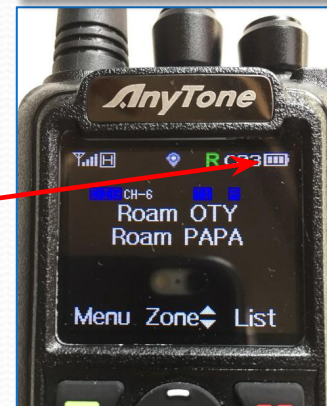 AnyTone
H R
CH-6
Roam OTY
Roam PAPA
Menu Zone List